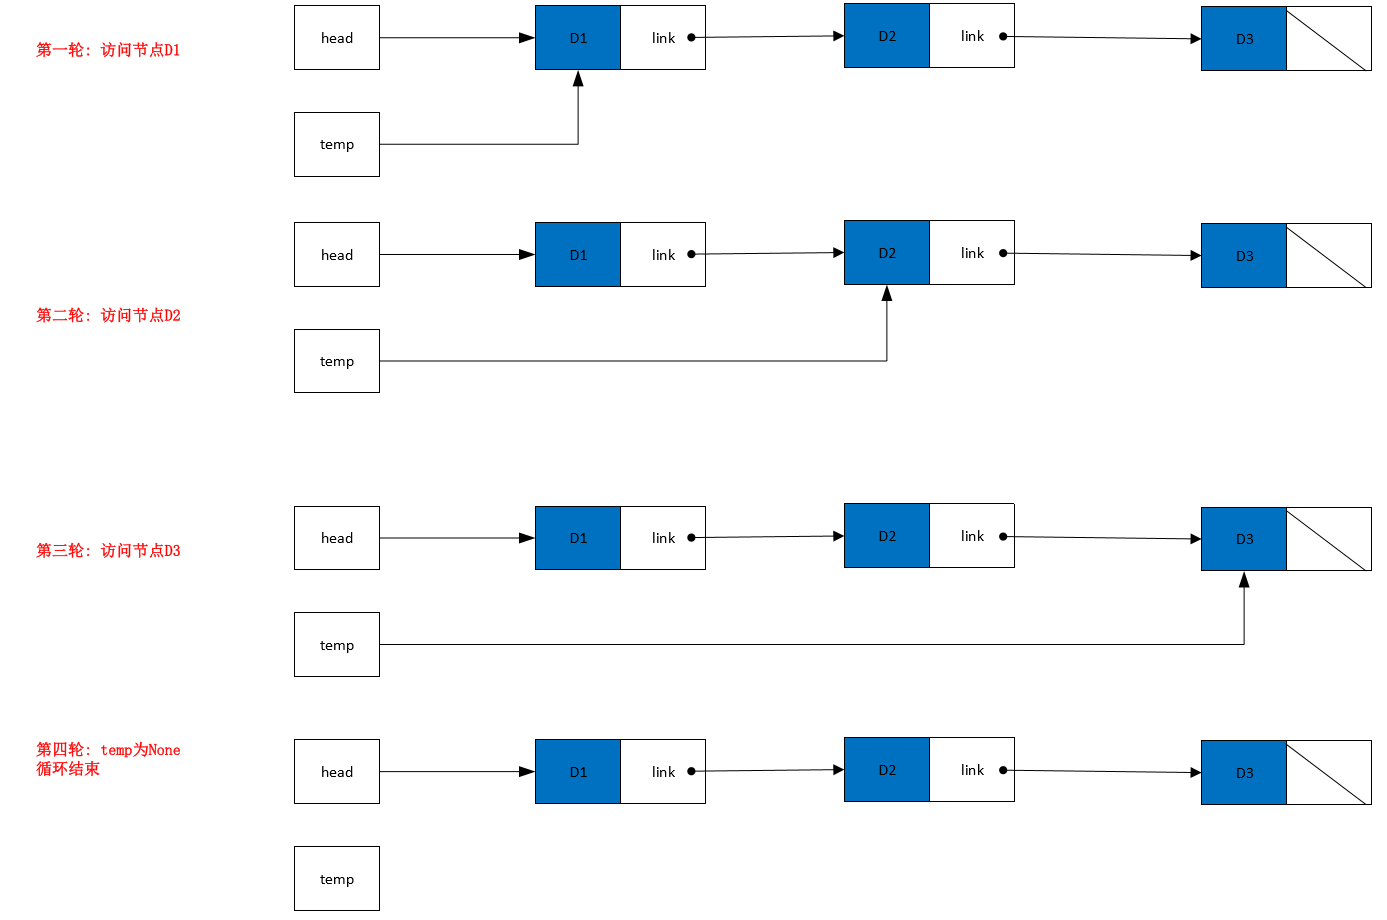 第一轮：访问节点D1
head
D1
link
D2
link
D3
temp
第二轮：访问节点D2
head
D1
link
D2
link
D3
temp
第三轮：访问节点D3
head
D1
link
D2
link
D3
temp
第四轮：temp为None
循环结束
head
D1
link
D2
link
D3
temp